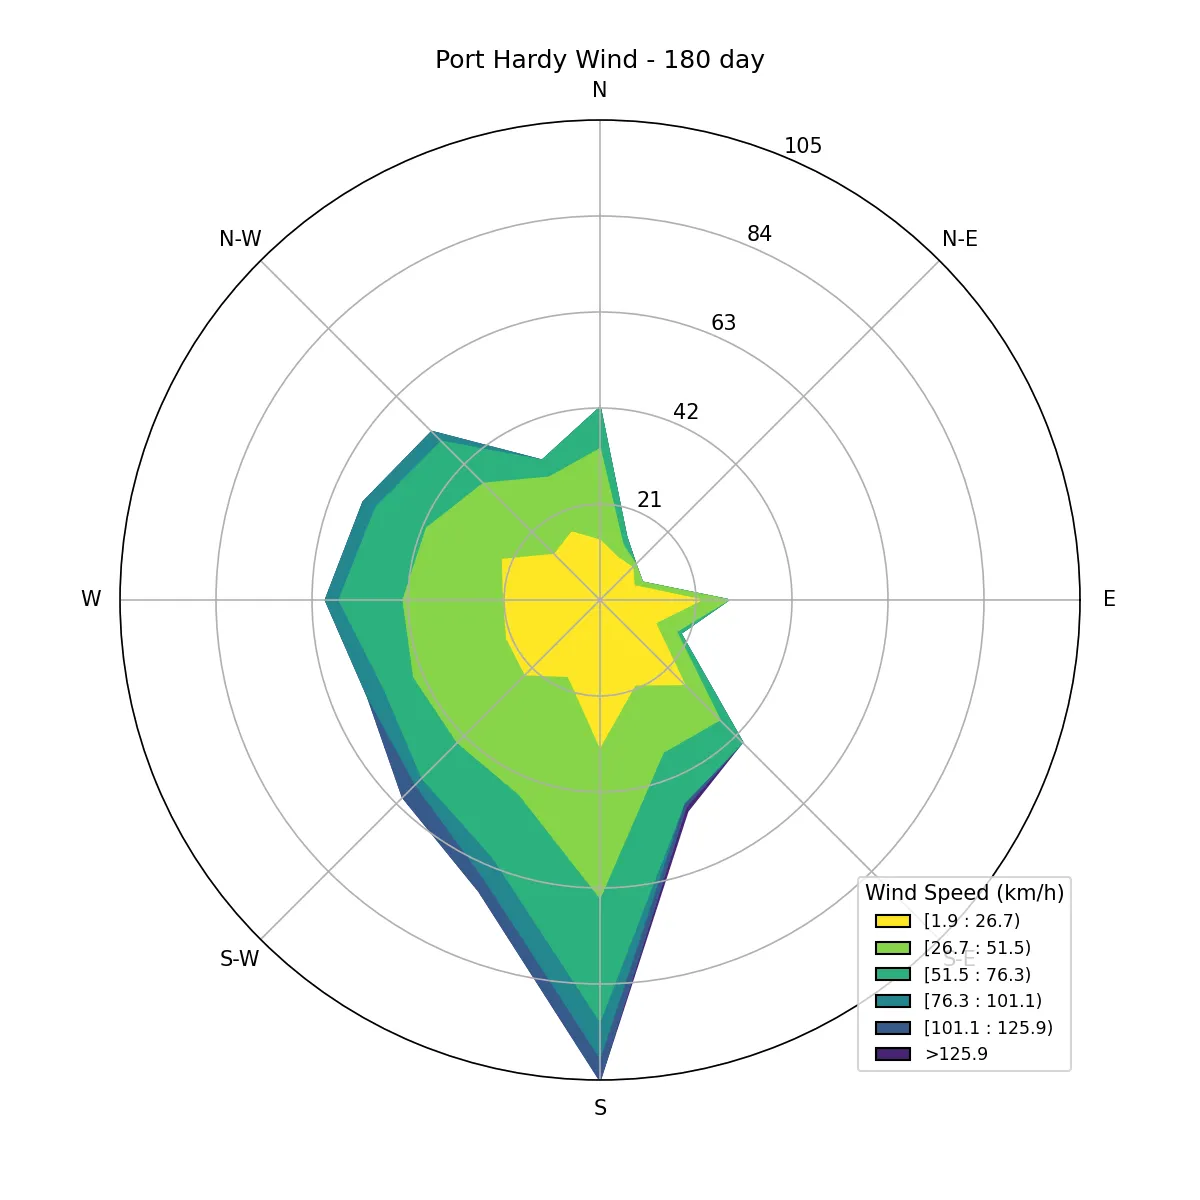 Port Hardy Wind - 180 day
N
105
84
N-W
N-E
63
42
21
W
E
Wind Speed (km/h)
[1.9 : 26.7)
[26.7 : 51.5)
S-W
S-E
[51.5 : 76.3)
[76.3 : 101.1)
[101.1 : 125.9)
>125.9
S